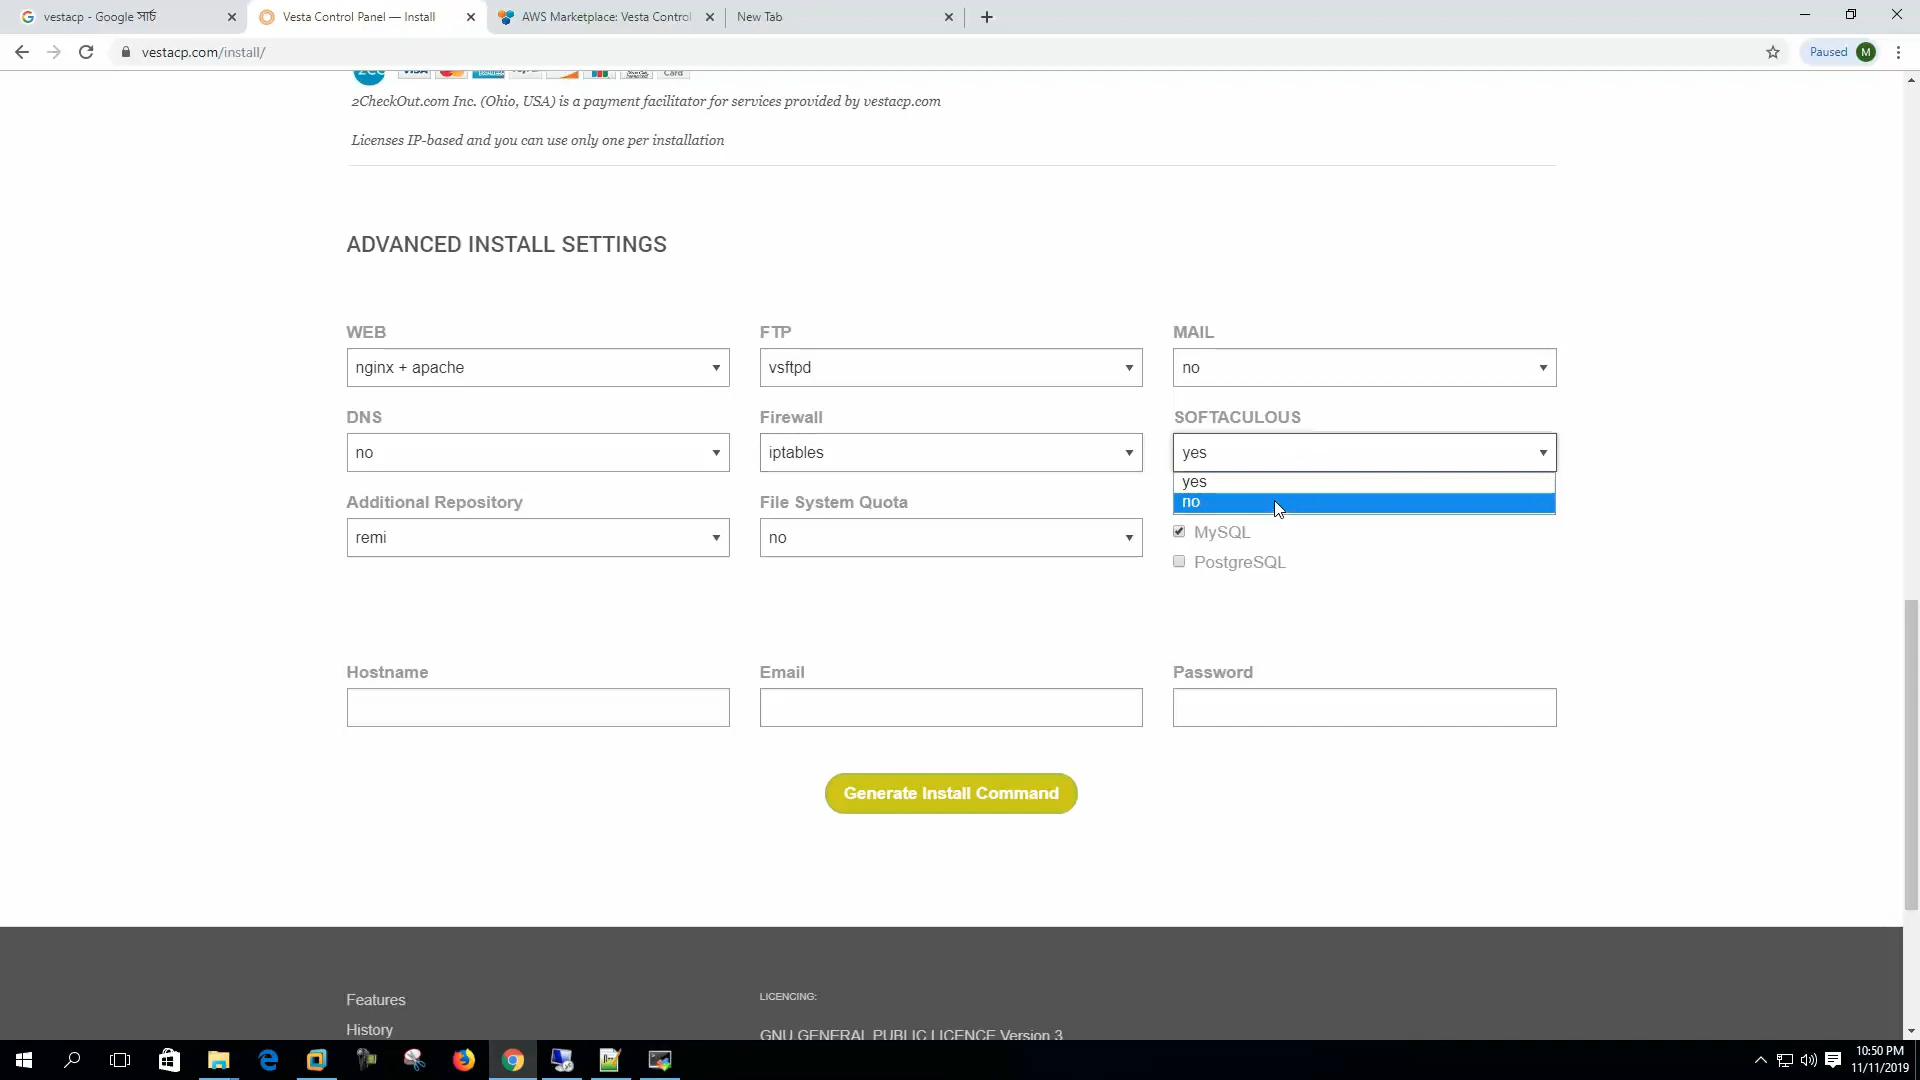 vestacp - Google সার্চ
Vesta Control Panel — Install
AWS Marketplace: Vesta Control
New Tab
vestacp.com/install/
Paused
M
2CheckOut.com Inc. (Ohio, USA) is a payment facilitator for services provided by vestacp.com
Licenses IP-based and you can use only one per installation
ADVANCED INSTALL SETTINGS
WEB
FTP
MAIL
nginx + apache
vsftpd
no
DNS
Firewall
SOFTACULOUS
no
iptables
yes
yes
no
Additional Repository
File System Quota
remi
no
MySQL
PostgreSQL
Hostname
Email
Password
Generate Install Command
Features
LICENCING:
History
GNU GENERAL PUBLIC LICENCE Version 3
10:50 PM
11/11/2019